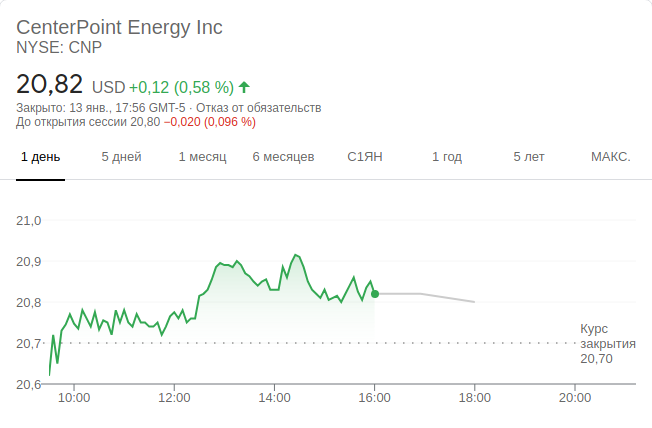 CenterPoint Energy Inc
NYSE: CNP
20,82 USD +0,12 (0,58 %)
Закрыто: 13 янв., 17:56 GMT-5 · Отказ от обязательств
До открытия сессии 20,80 −0,020 (0,096 %)
1 день 5 дней 1 месяц 6 месяцев С1ЯН 1 год 5 лет МАКС.
21,0
20,9
20,8
20,7
20,6
Курс
закрытия
20,70
10:00 12:00 14:00 16:00 18:00 20:00